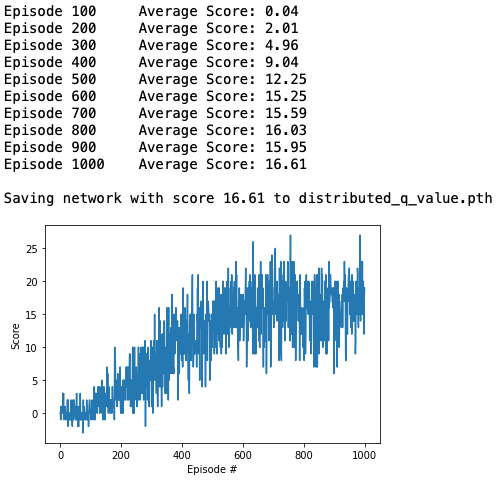 Episode 100 Average Score: 0.04
Episode 200 Average Score: 2.01
Episode 300 Average Score: 4.96
Episode 400 Average Score: 9.04
Episode 500 Average Score: 12.25
Episode 600 Average Score: 15.25
Episode 700 Average Score: 15.59
Episode 800 Average Score: 16.03
Episode 900 Average Score: 15.95
Episode 1000 Average Score: 16.61
Saving network with score 16.61 to distributed_q_value.pth
25
20
15
10
5
0
Score
0 200 400 600 800 1000
Episode #